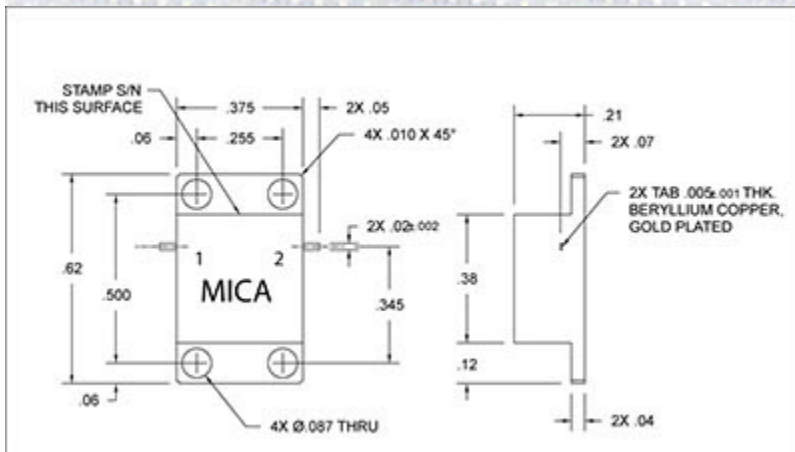 STAMP S/N
THIS SURFACE
.375
2X .05
.06
.255
4X .010 X 45°
2X .02±.002
1
2
MICA
.62
.500
.345
.06
4X Ø.087 THRU
.21
2X .07
2X TAB .005±.001 THK.
BERYLLIUM COPPER,
GOLD PLATED
.38
.12
2X .04